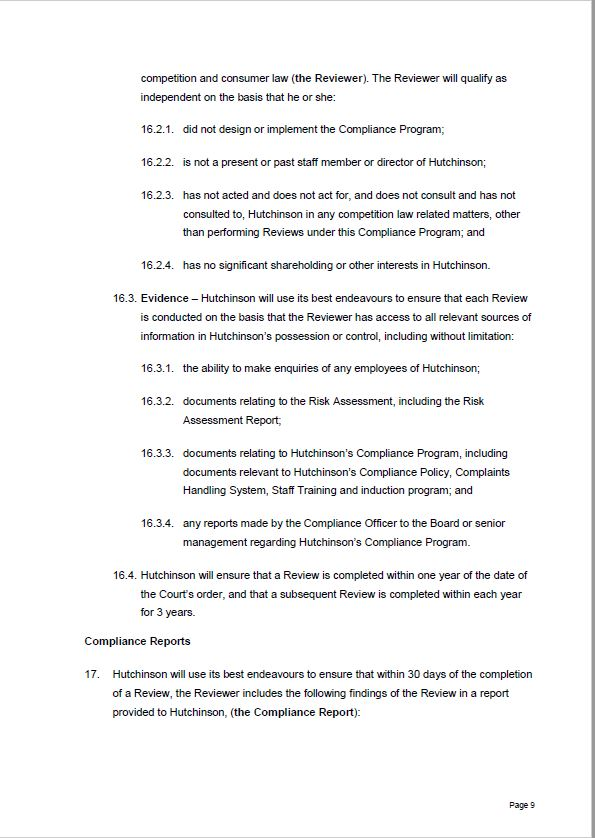 competition and consumer law (the Reviewer). The Reviewer will qualify as
independent on the basis that he or she:
16.2.1. did not design or implement the Compliance Program;
16.2.2. is not a present or past staff member or director of Hutchinson;
16.2.3. has not acted and does not act for, and does not consult and has not
consulted to, Hutchinson in any competition law related matters, other
than performing Reviews under this Compliance Program; and
16.2.4. has no significant shareholding or other interests in Hutchinson.
16.3. Evidence – Hutchinson will use its best endeavours to ensure that each Review
is conducted on the basis that the Reviewer has access to all relevant sources of
information in Hutchinson's possession or control, including without limitation:
16.3.1. the ability to make enquiries of any employees of Hutchinson;
16.3.2. documents relating to the Risk Assessment, including the Risk
Assessment Report;
16.3.3. documents relating to Hutchinson's Compliance Program, including
documents relevant to Hutchinson's Compliance Policy, Complaints
Handling System, Staff Training and induction program; and
16.3.4. any reports made by the Compliance Officer to the Board or senior
management regarding Hutchinson's Compliance Program.
16.4. Hutchinson will ensure that a Review is completed within one year of the date of
the Court's order, and that a subsequent Review is completed within each year
for 3 years.
Compliance Reports
17. Hutchinson will use its best endeavours to ensure that within 30 days of the completion
of a Review, the Reviewer includes the following findings of the Review in a report
provided to Hutchinson, (the Compliance Report):
Page 9